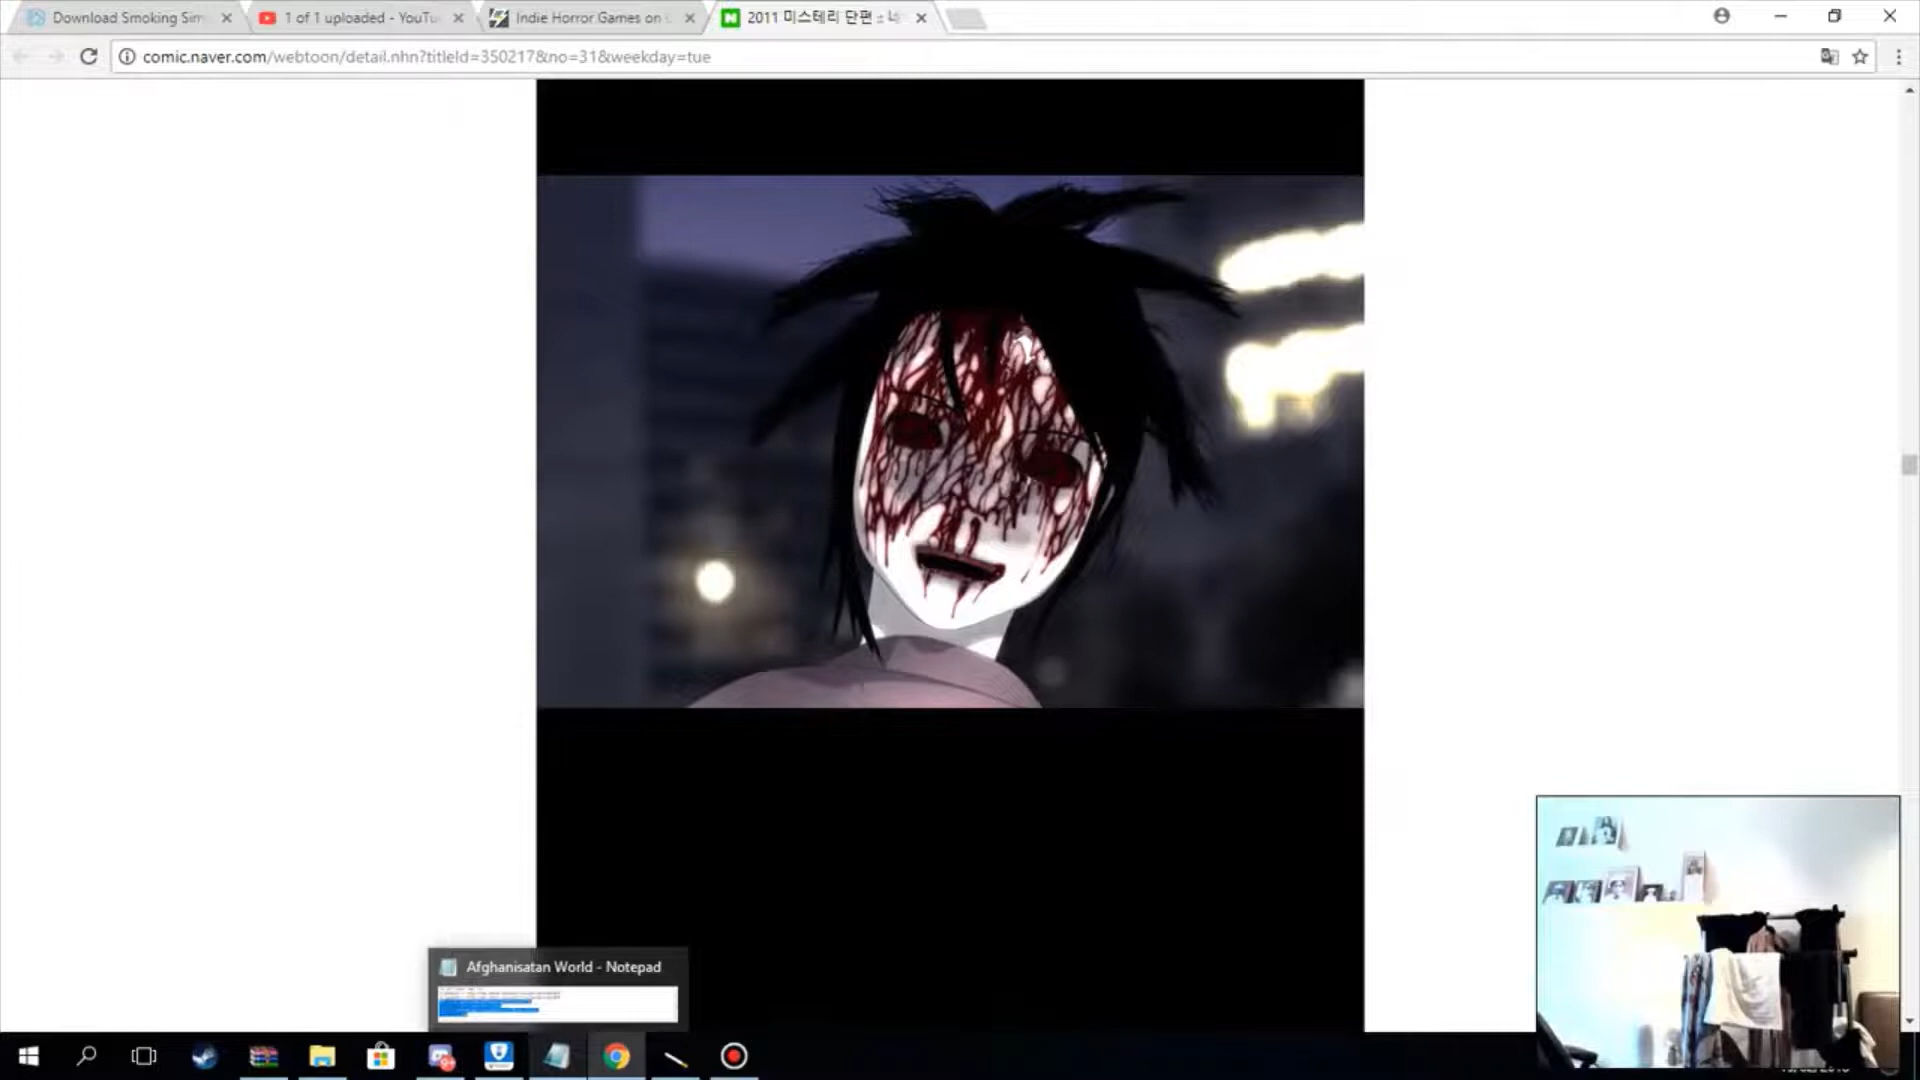 Download Smoking Sim
1 of 1 uploaded - YouTu
Indie Horror Games on
2011 미스테리 단편
comic.naver.com/webtoon/detail.nhn?titleId=350217&no=31&weekday=tue
Afghanisatan World - Notepad